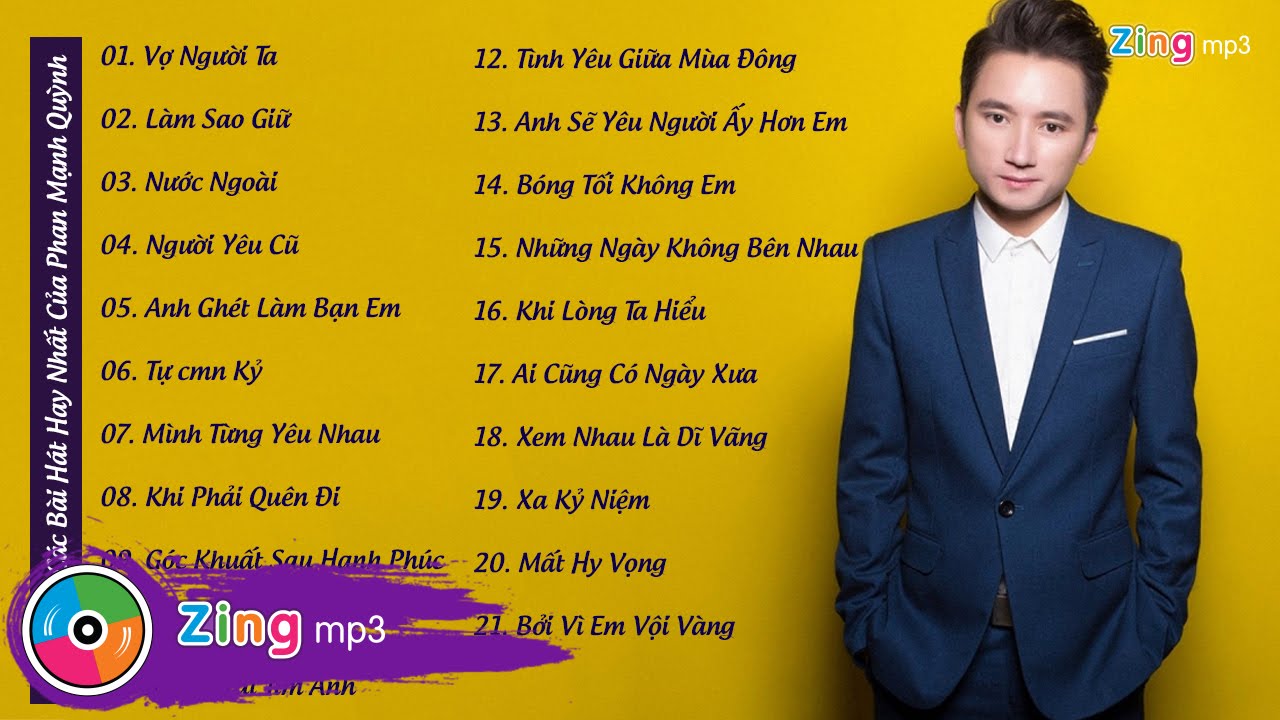 Các Bài Hát Hay Nhất Của Phan Mạnh Quỳnh
01. Vợ Người Ta
02. Làm Sao Giữ
03. Nước Ngoài
04. Người Yêu Cũ
05. Anh Ghét Làm Bạn Em
06. Tự cmn Kỷ
07. Mình Từng Yêu Nhau
08. Khi Phải Quên Đi
09. Góc Khuất Sau Hạnh Phúc
Anh
12. Tình Yêu Giữa Mùa Đông
13. Anh Sẽ Yêu Người Ấy Hơn Em
14. Bóng Tối Không Em
15. Những Ngày Không Bên Nhau
16. Khi Lòng Ta Hiểu
17. Ai Cũng Có Ngày Xưa
18. Xem Nhau Là Dĩ Vãng
19. Xa Kỷ Niệm
20. Mất Hy Vọng
21. Bởi Vì Em Vội Vàng
Zing mp3
Zing mp3